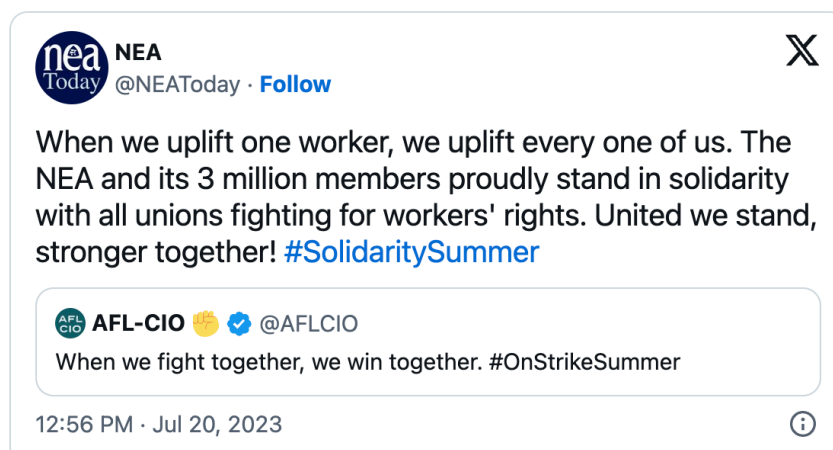 nea
Today
NEA
@NEAToday · Follow
When we uplift one worker, we uplift every one of us. The
NEA and its 3 million members proudly stand in solidarity
with all unions fighting for workers' rights. United we stand,
stronger together! #SolidaritySummer
AFL
CIO
AFL-CIO ✊ @AFLCIO
When we fight together, we win together. #OnStrikeSummer
12:56 PM · Jul 20, 2023